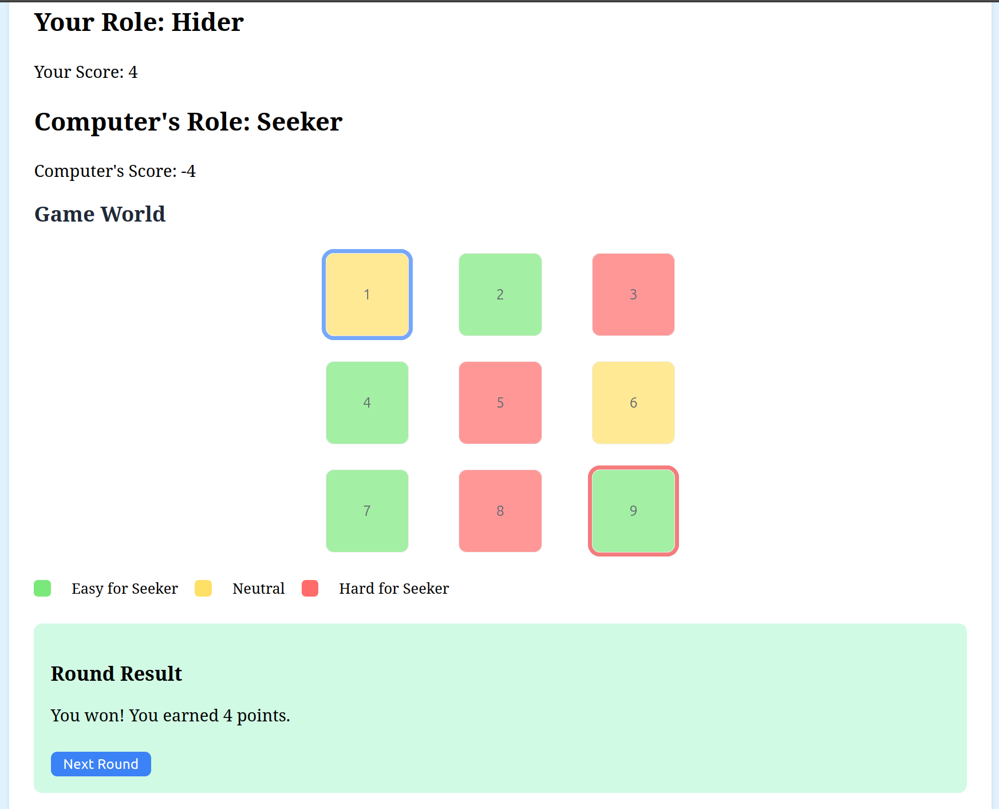 Your Role: Hider
Your Score: 4
Computer's Role: Seeker
Computer's Score: -4
Game World
1 2 3
4 5 6
7 8 9
Easy for Seeker Neutral Hard for Seeker
Round Result
You won! You earned 4 points.
Next Round